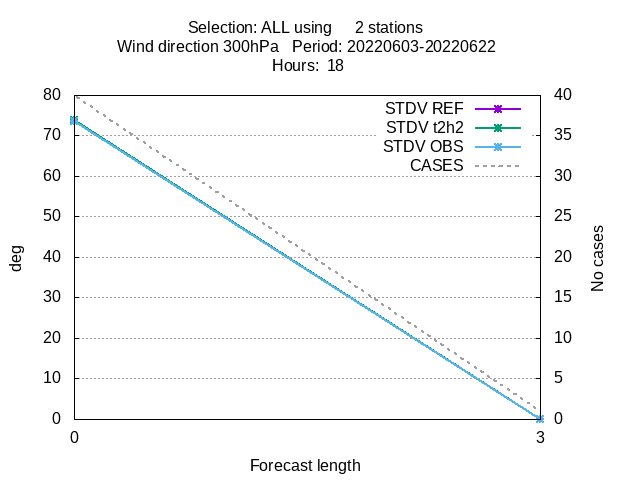 Selection: ALL using     2 stations
Wind direction 300hPa   Period: 20220603-20220622
Hours:  18
80 40
STDV REF
STDV t2h2
STDV OBS
CASES
70 35
60 30
50 25
40 20
30 15
20 10
10 5
0 0
deg
No cases
0 3
Forecast length